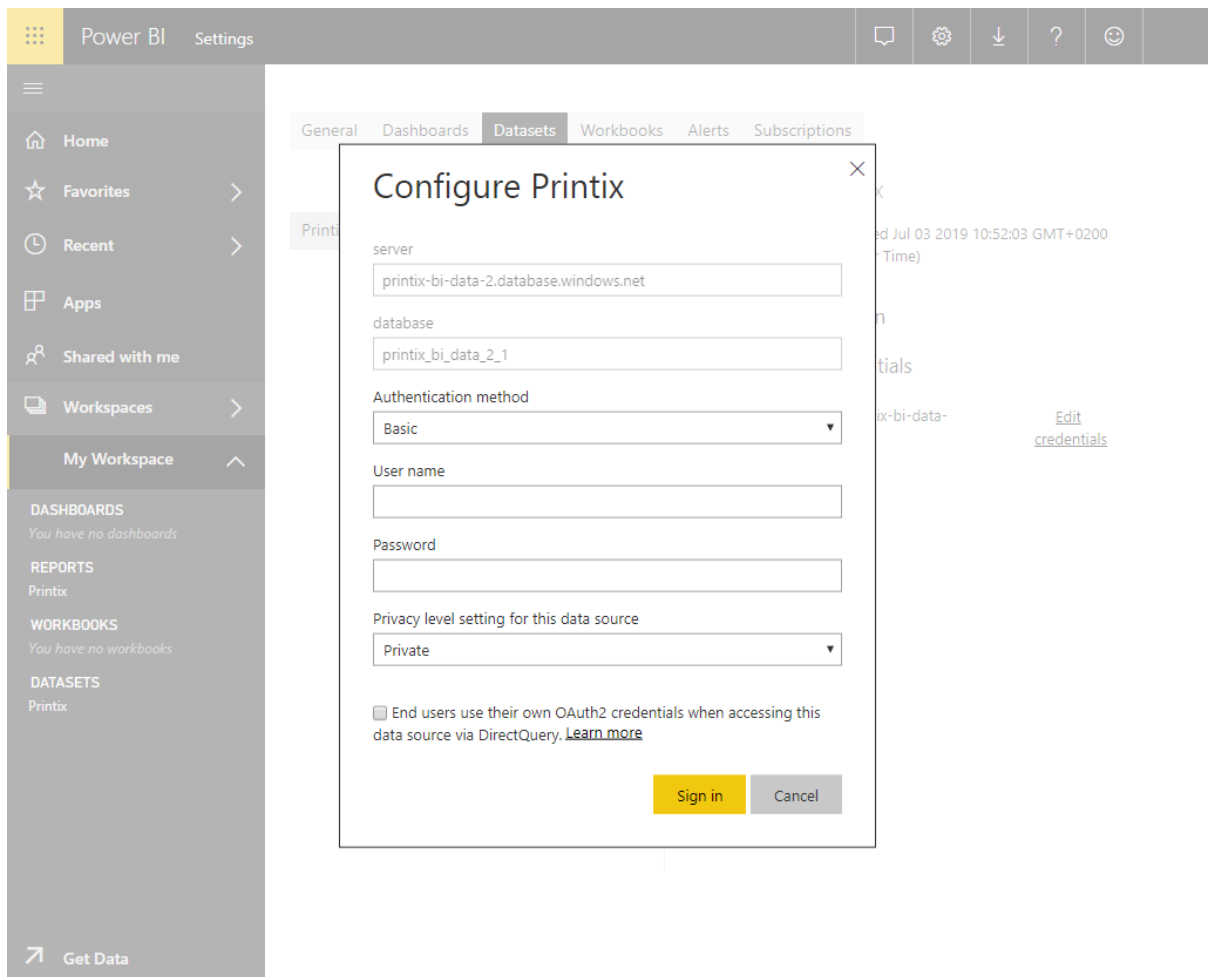 Power BI Settings
?
Home
Favorites
Recent
Apps
Shared with me
Workspaces
My Workspace
DASHBOARDS
You have no dashboards
REPORTS
Printix
WORKBOOKS
You have no workbooks
DATASETS
Printix
Get Data
General Dashboards Datasets Workbooks Alerts Subscriptions
Printi
Configure Printix
server
printix-bi-data-2.database.windows.net
database
printix_bi_data_2_1
Authentication method
Basic
User name
Password
Privacy level setting for this data source
Private
End users use their own OAuth2 credentials when accessing this
data source via DirectQuery. Learn more
Sign in Cancel
ed Jul 03 2019 10:52:03 GMT+0200
Time)
tials
ix-bi-data-
Edit
credentials